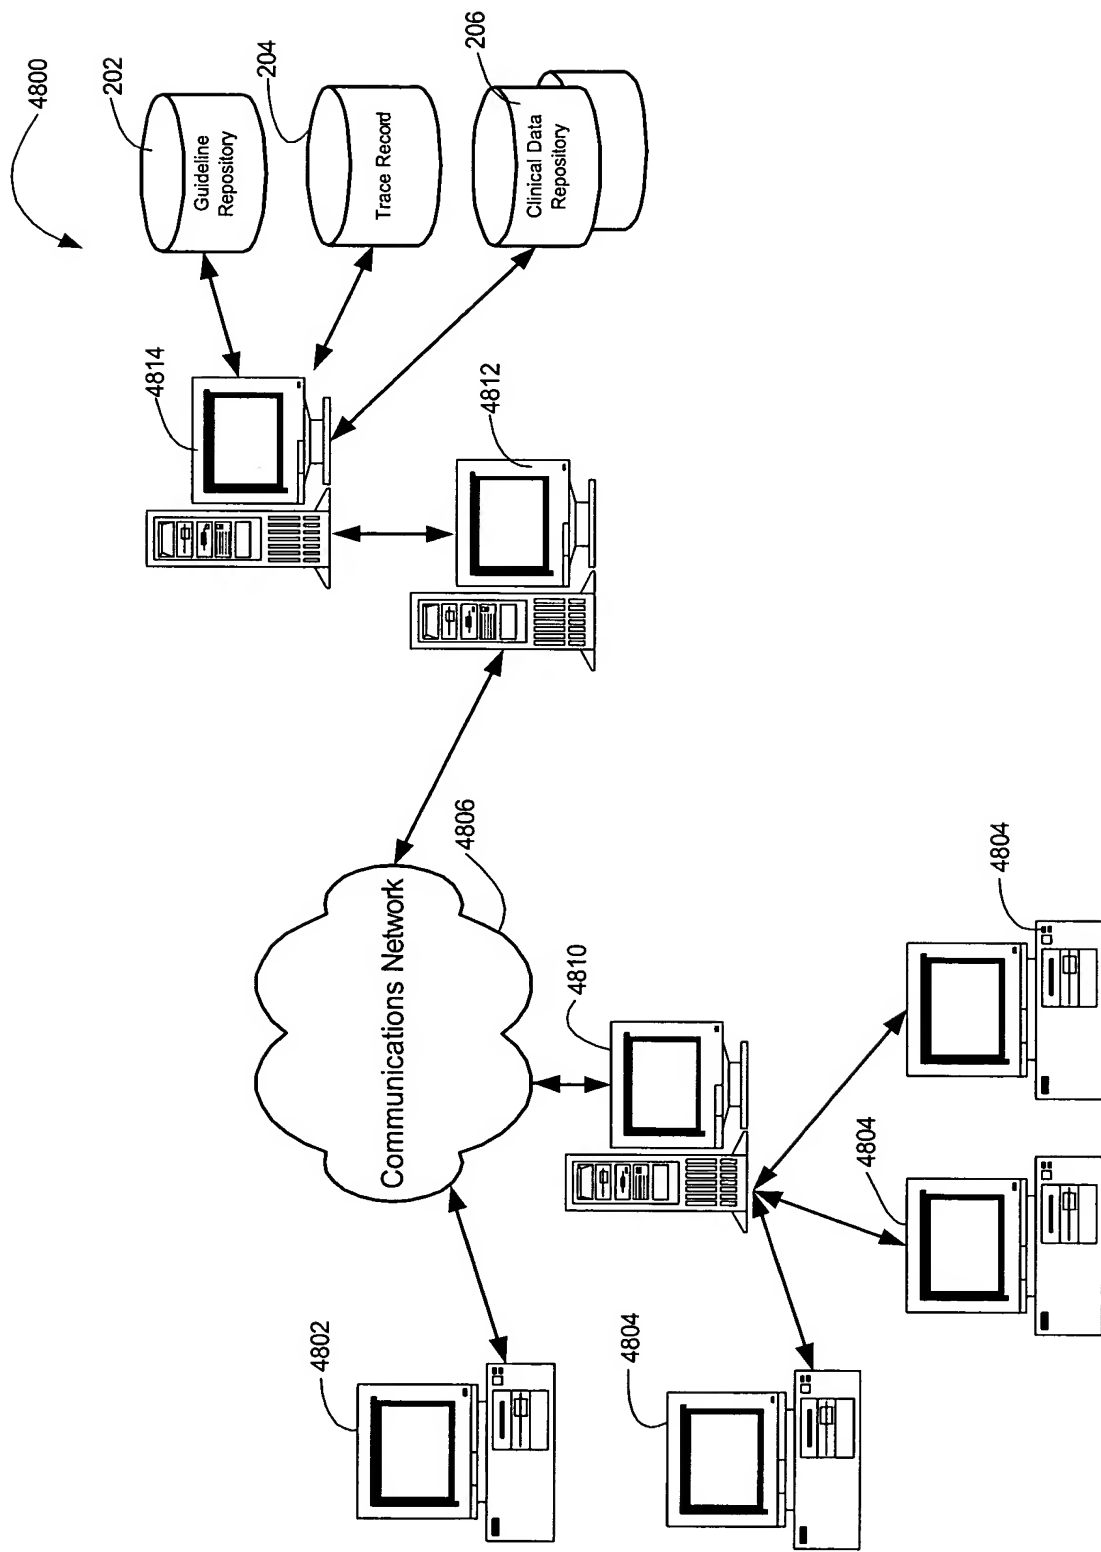 4800
202
Guideline
Repository
204
Trace Record
206
Clinical Data
Repository
4814
4812
Communications Network
4806
4810
4802
4804
4804
4804